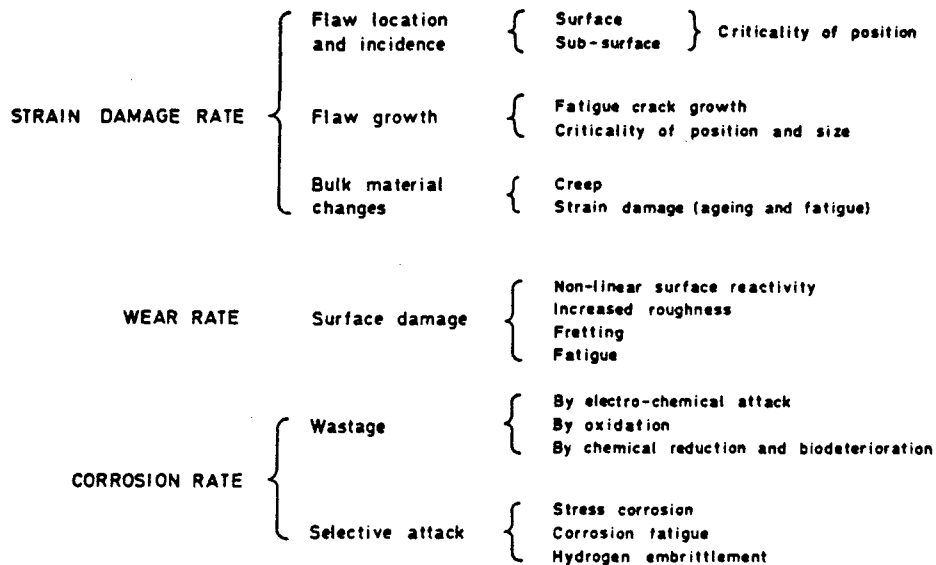 Flaw location
and incidence
Surface
Sub-surface
Criticality of position
STRAIN DAMAGE RATE
Flaw growth
Fatigue crack growth
Criticality of position and size
Bulk material
changes
Creep
Strain damage (ageing and fatigue)
WEAR RATE
Surface damage
Non-linear surface reactivity
Increased roughness
Fretting
Fatigue
CORROSION RATE
Wastage
By electro-chemical attack
By oxidation
By chemical reduction and biodeterioration
Selective attack
Stress corrosion
Corrosion fatigue
Hydrogen embrittlement